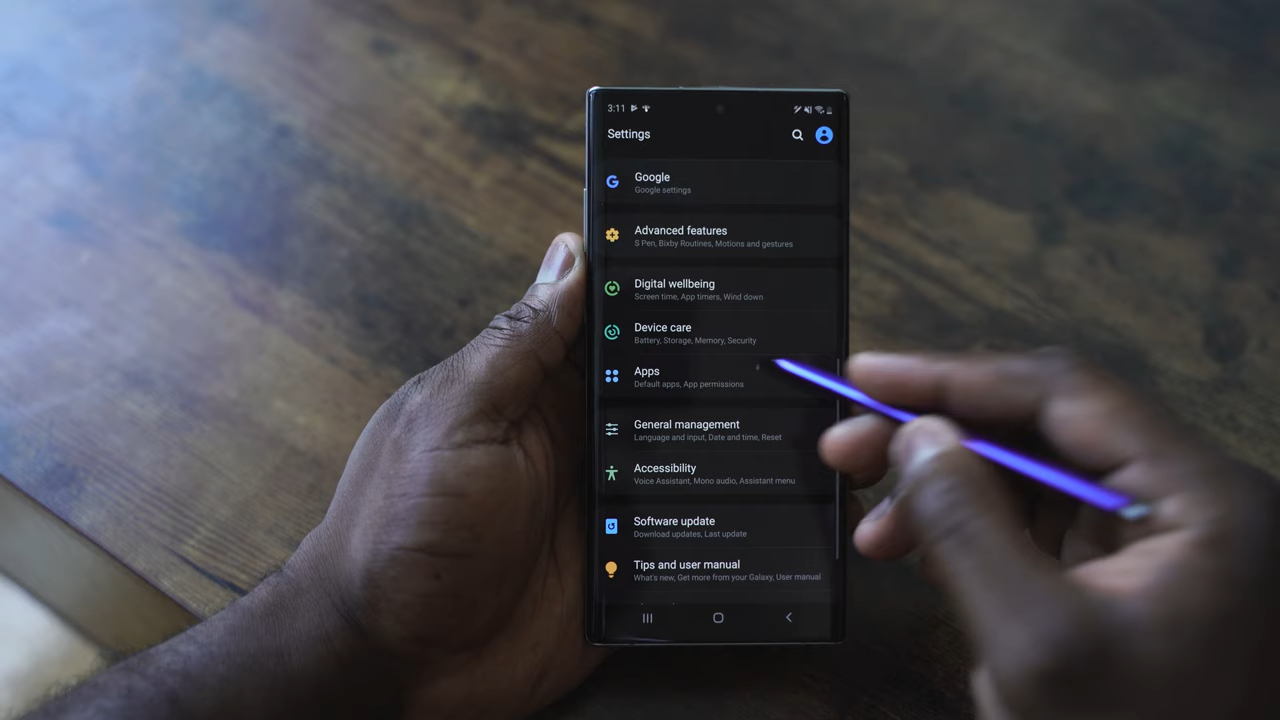 3:11
Settings
Google
Google settings
Advanced features
S Pen, Bixby Routines, Motions and gestures
Digital wellbeing
Screen time, App timers, Wind down
Device care
Battery, Storage, Memory, Security
Apps
Default apps, App permissions
General management
Language and input, Date and time, Reset
Accessibility
Voice Assistant, Mono audio, Assistant menu
Software update
Download updates, Last update
Tips and user manual
What's new, Get more from your Galaxy, User manual